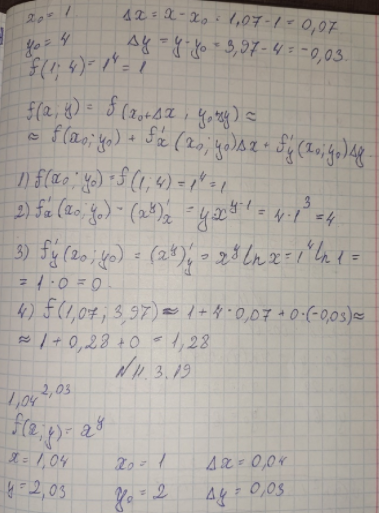 x₀ = 1    Δx = x - x₀ = 1,07 - 1 = 0,07
y₀ = 4    Δy = y - y₀ = 3,97 - 4 = -0,03
f(1; 4) = 1⁴ = 1
f(x, y) = f(x₀+Δx, y₀+Δy) ≈
≈ f(x₀; y₀) + f'ₓ(x₀; y₀)Δx + f'ᵧ(x₀; y₀)Δy
1) f(x₀; y₀) = f(1; 4) = 1⁴ = 1
2) f'ₓ(x₀; y₀) = (xʸ)'ₓ = y·xʸ⁻¹ = 4·1³ = 4
3) f'ᵧ(x₀; y₀) = (xʸ)'ᵧ = xʸ ln x = 1⁴ ln 1 =
= 1·0 = 0.
4) f(1,07; 3,97) ≈ 1 + 4·0,07 + 0·(-0,03) ≈
≈ 1 + 0,28 + 0 = 1,28
N 11.3.19
1,04^2,03
f(x; y) = xʸ
x = 1,04    x₀ = 1    Δx = 0,04
y = 2,03    y₀ = 2    Δy = 0,03